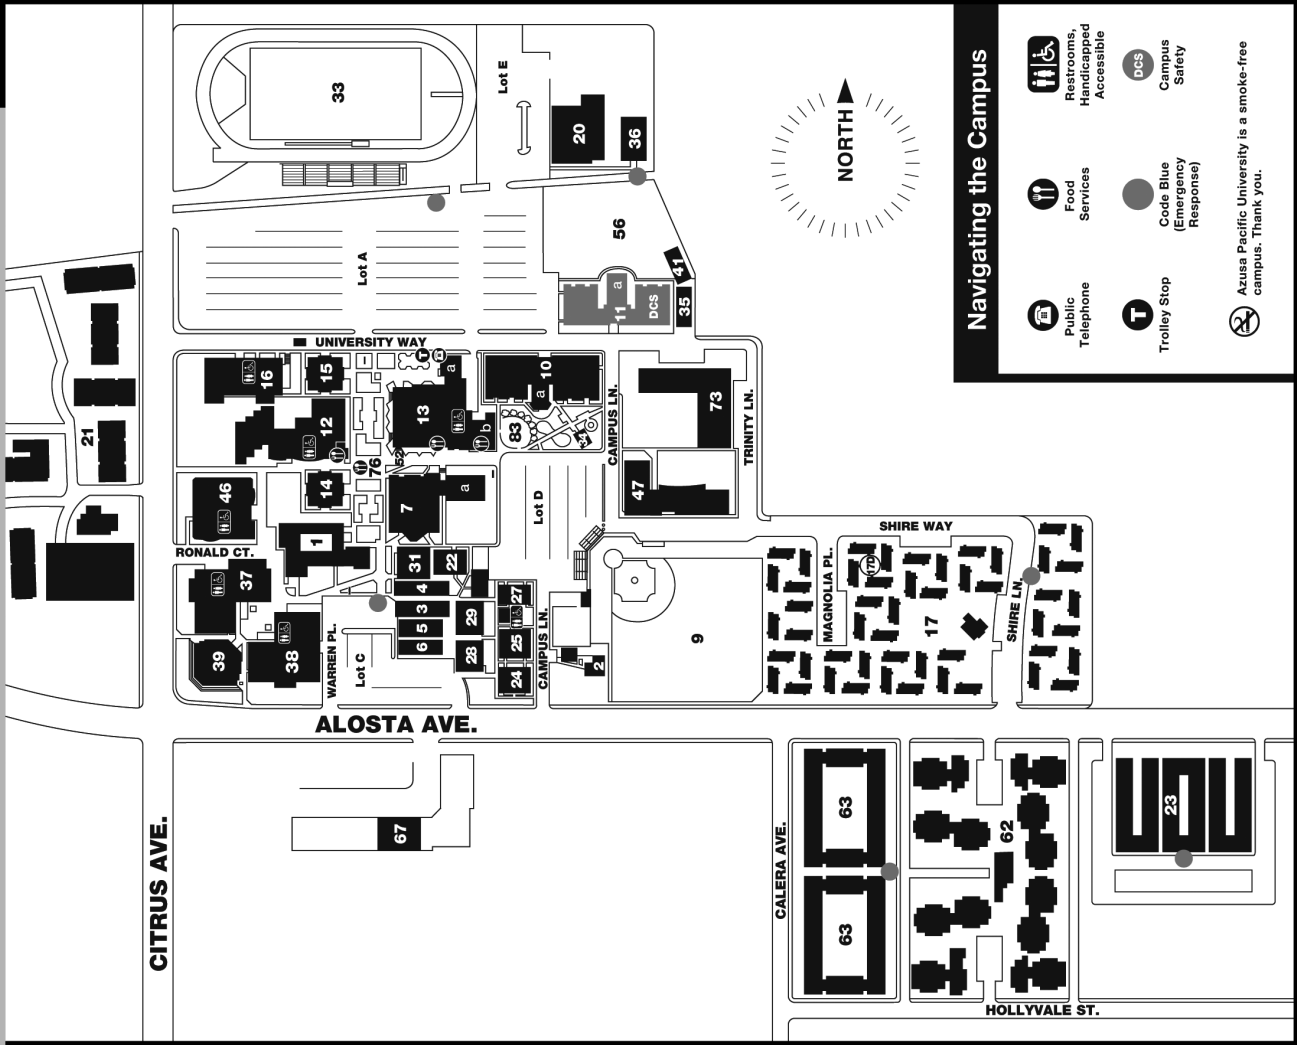 33
Lot E
20
36
NORTH
Navigating the Campus
Restrooms,
Handicapped
Accessible
DCS
Campus
Safety
Food
Services
Code Blue
(Emergency
Response)
Public
Telephone
T
Trolley Stop
Azusa Pacific University is a smoke-free
campus. Thank you.
Lot A
56
41
a
11
DCS
35
UNIVERSITY WAY
T
16
15
a
10
a
13
b
83
34
CAMPUS LN.
73
TRINITY LN.
12
76
52
21
46
14
7
a
Lot D
47
1
RONALD CT.
SHIRE WAY
37
31
22
4
3
5
6
29
28
27
25
24
CAMPUS LN.
2
9
MAGNOLIA PL.
17D
17
SHIRE LN.
39
38
WARREN PL.
Lot C
ALOSTA AVE.
CITRUS AVE.
67
CALERA AVE.
63
63
62
23
HOLLYVALE ST.